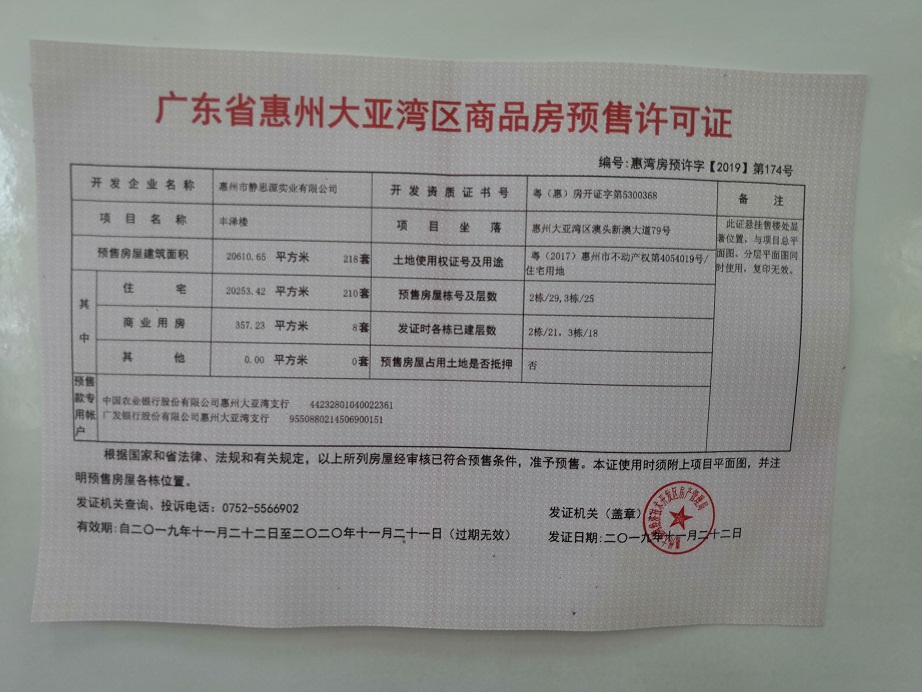 广东省惠州大亚湾区商品房预售许可证
编号:惠湾房预许字【2019】第174号
开发企业名称 惠州市静思源实业有限公司 开发资质证书号 粤（惠）房开证字第5300368 备 注
项目名称 丰泽楼 项目坐落 惠州大亚湾区澳头新澳大道79号
此证悬挂售楼处显
著位置，与项目总平
面图、分层平面图同
时使用，复印无效。
预售房屋建筑面积 20610.65 平方米 218套 土地使用权证号及用途 粤（2017）惠州市不动产权第4054019号/
住宅用地
其中
住 宅 20253.42 平方米 210套 预售房屋栋号及层数 2栋/29,3栋/25
商业用房 357.23 平方米 8套 发证时各栋已建层数 2栋/21，3栋/18
其 他 0.00 平方米 0套 预售房屋占用土地是否抵押 否
预售
款专
用帐
户
中国农业银行股份有限公司惠州大亚湾支行 44232801040022361
广发银行股份有限公司惠州大亚湾支行 9550880214506900151
根据国家和省法律、法规和有关规定，以上所列房屋经审核已符合预售条件，准予预售。本证使用时须附上项目平面图，并注
明预售房屋各栋位置。
发证机关查询、投诉电话：0752-5566902
发证机关（盖章）
有效期：自二〇一九年十一月二十二日至二〇二〇年十一月二十一日（过期无效）
发证日期:二〇一九年十一月二十二日